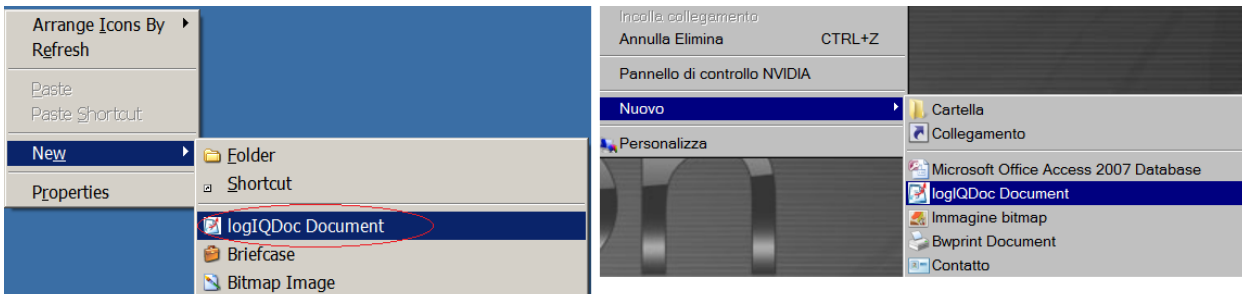 Arrange Icons By
Refresh
Paste
Paste Shortcut
New
Properties
Folder
Shortcut
logIQDoc Document
Briefcase
Bitmap Image
Incolla collegamento
Annulla Elimina CTRL+Z
Pannello di controllo NVIDIA
Nuovo
Personalizza
Cartella
Collegamento
Microsoft Office Access 2007 Database
logIQDoc Document
Immagine bitmap
Bwprint Document
Contatto